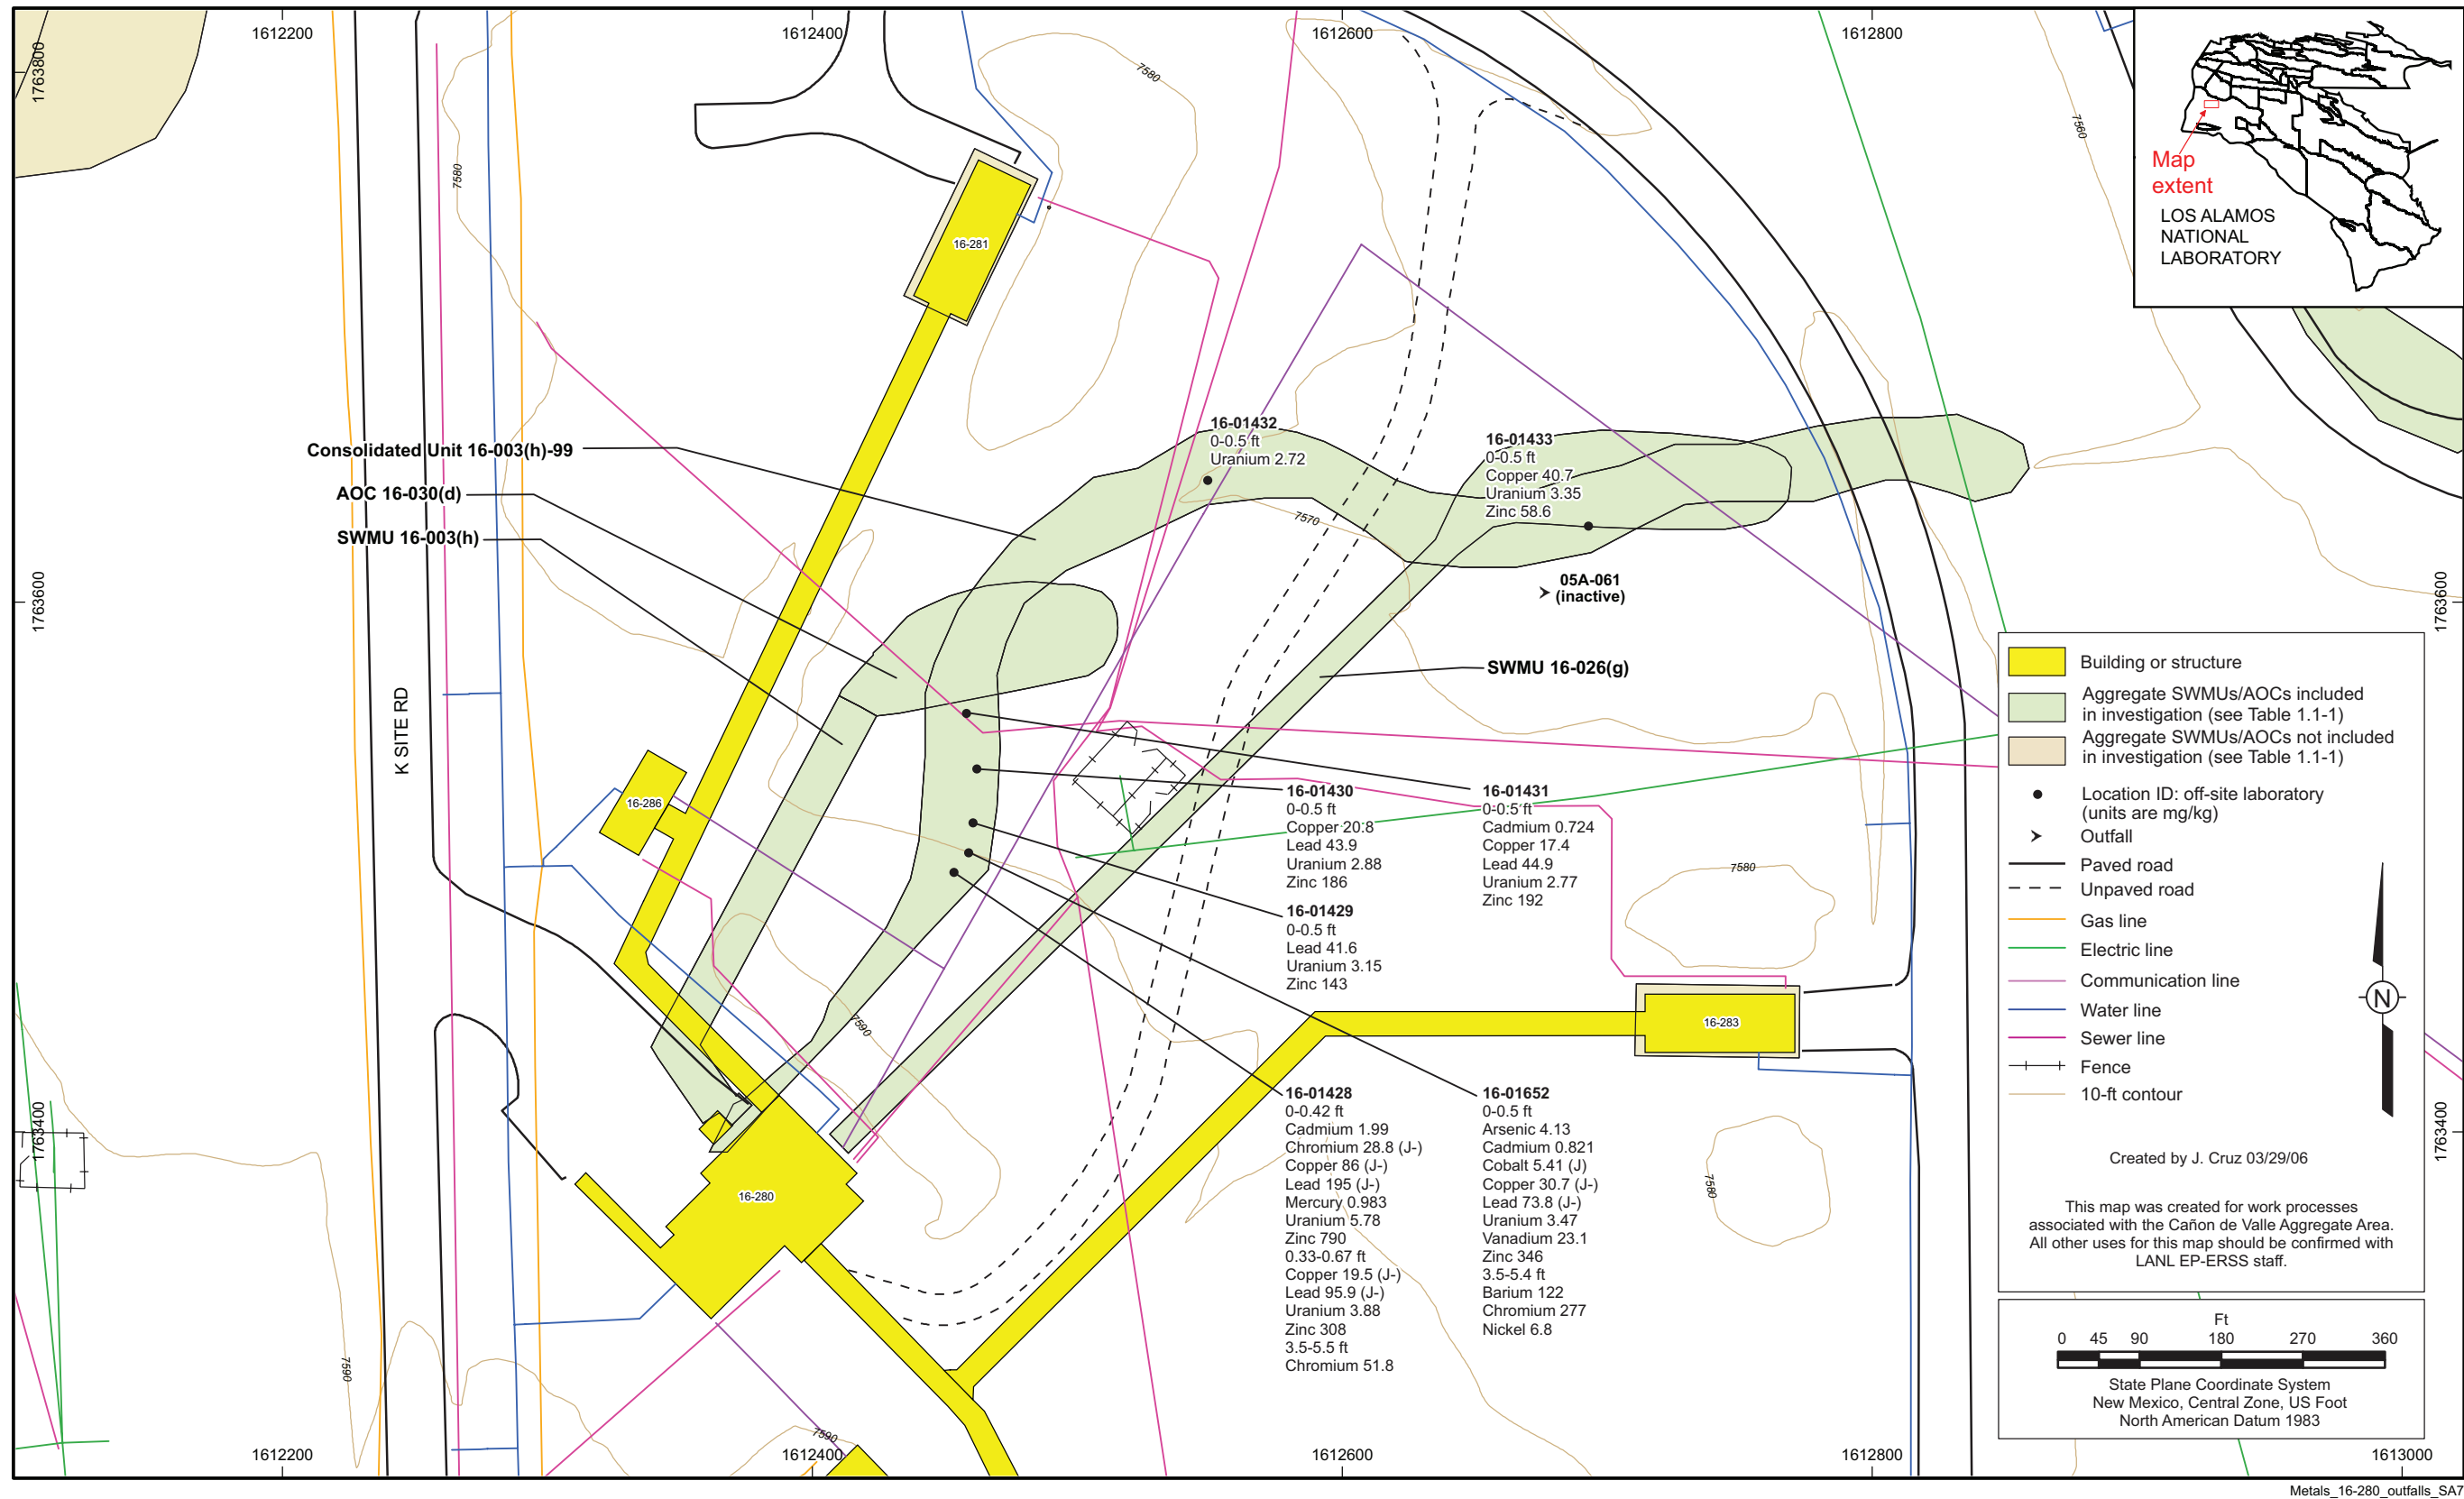 1612200
1612400
1612600
1612800
1763800
7580
7560
7580
16-281
Map
extent
LOS ALAMOS
NATIONAL
LABORATORY
16-01432
0-0.5 ft
Uranium 2.72
16-01433
0-0.5 ft
Copper 40.7
Uranium 3.35
Zinc 58.6
Consolidated Unit 16-003(h)-99
AOC 16-030(d)
SWMU 16-003(h)
7570
05A-061
(inactive)
1763600
1763600
SWMU 16-026(g)
K SITE RD
16-286
16-01430
0-0.5 ft
Copper 20.8
Lead 43.9
Uranium 2.88
Zinc 186
16-01431
0-0.5 ft
Cadmium 0.724
Copper 17.4
Lead 44.9
Uranium 2.77
Zinc 192
16-01429
0-0.5 ft
Lead 41.6
Uranium 3.15
Zinc 143
7580
7590
16-283
16-01428
0-0.42 ft
Cadmium 1.99
Chromium 28.8 (J-)
Copper 86 (J-)
Lead 195 (J-)
Mercury 0.983
Uranium 5.78
Zinc 790
0.33-0.67 ft
Copper 19.5 (J-)
Lead 95.9 (J-)
Uranium 3.88
Zinc 308
3.5-5.5 ft
Chromium 51.8
16-01652
0-0.5 ft
Arsenic 4.13
Cadmium 0.821
Cobalt 5.41 (J)
Copper 30.7 (J-)
Lead 73.8 (J-)
Uranium 3.47
Vanadium 23.1
Zinc 346
3.5-5.4 ft
Barium 122
Chromium 277
Nickel 6.8
1763400
1763400
16-280
7580
7590
7590
Building or structure
Aggregate SWMUs/AOCs included
in investigation (see Table 1.1-1)
Aggregate SWMUs/AOCs not included
in investigation (see Table 1.1-1)
Location ID: off-site laboratory
(units are mg/kg)
Outfall
Paved road
Unpaved road
Gas line
Electric line
Communication line
Water line
Sewer line
Fence
10-ft contour
N
Created by J. Cruz 03/29/06
This map was created for work processes
associated with the Cañon de Valle Aggregate Area.
All other uses for this map should be confirmed with
LANL EP-ERSS staff.
Ft
0 45 90 180 270 360
State Plane Coordinate System
New Mexico, Central Zone, US Foot
North American Datum 1983
1612200
1612400
1612600
1612800
1613000
Metals_16-280_outfalls_SA7